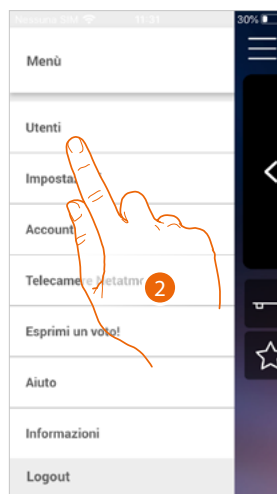 Nessuna SIM 11:31 30%
Menù
Utenti
Imposta
Account
Telecamere Netatmo
2
Esprimi un voto!
Aiuto
Informazioni
Logout